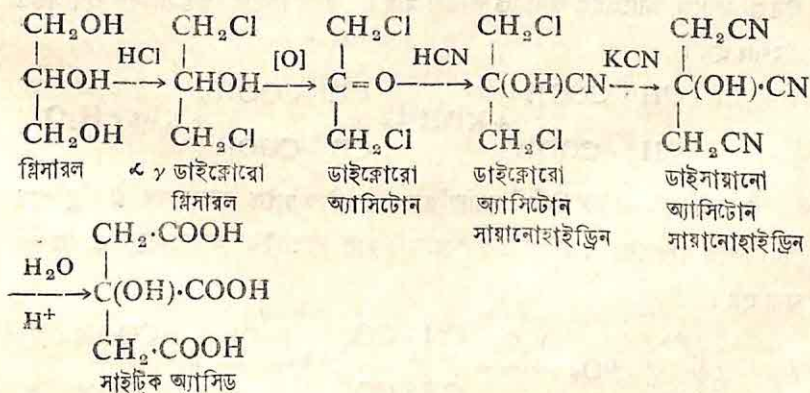 CH₂OH CH₂Cl CH₂Cl CH₂Cl CH₂CN
| HCl | [O] | HCN | KCN |
CHOH⟶ CHOH⟶ C=O⟶ C(OH)CN⟶ C(OH)·CN
| | | | |
CH₂OH CH₂Cl CH₂Cl CH₂Cl CH₂CN
গ্লিসারল ∝ γ ডাইক্লোরো ডাইক্লোরো ডাইক্লোরো ডাইসায়ানো
গ্লিসারল অ্যাসিটোন অ্যাসিটোন অ্যাসিটোন
সায়ানোহাইড্রিন সায়ানোহাইড্রিন
CH₂·COOH
H₂O |
⟶C(OH)·COOH
H⁺ |
CH₂·COOH
সাইট্রিক অ্যাসিড